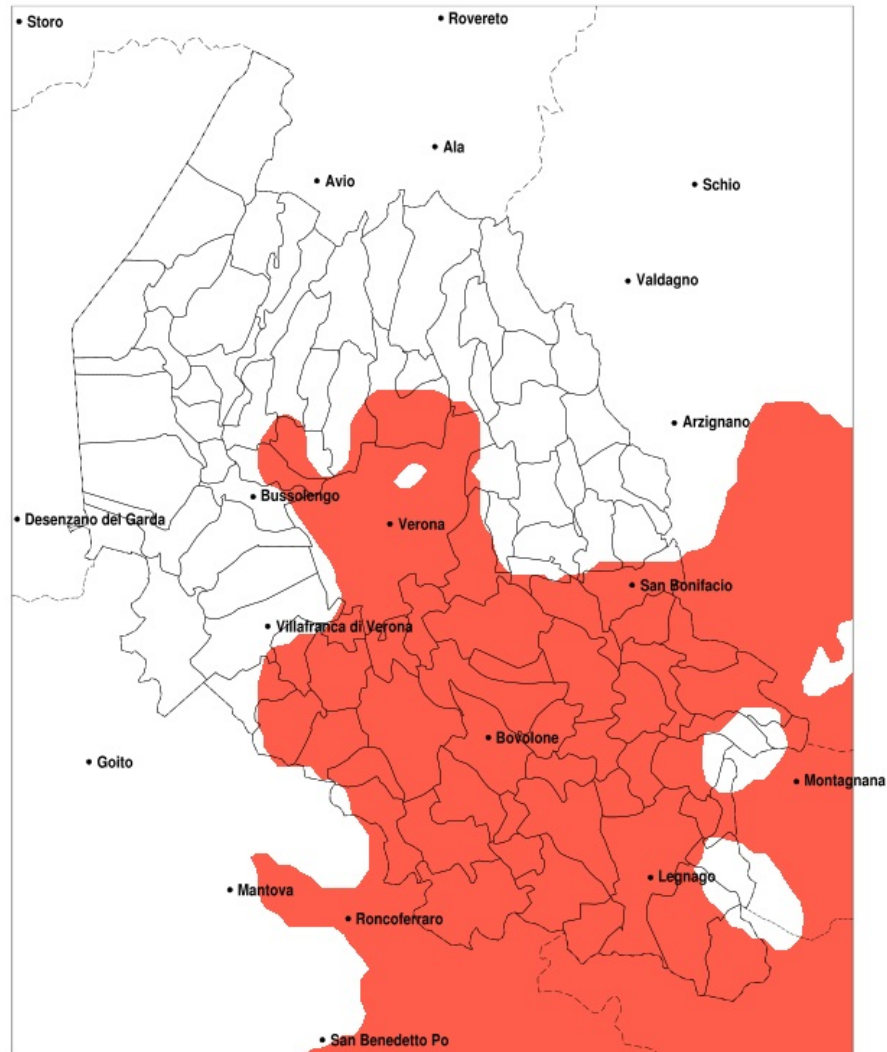 Storo
Rovereto
Ala
Avio
Schio
Valdagno
Arzignano
Bussolengo
Desenzano del Garda
Verona
San Bonifacio
Villafranca di Verona
Bovolone
Goito
Montagnana
Legnago
Mantova
Roncoferraro
San Benedetto Po